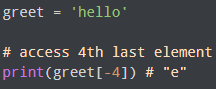 greet = 'hello'
# access 4th last element
print(greet[-4]) # "e"